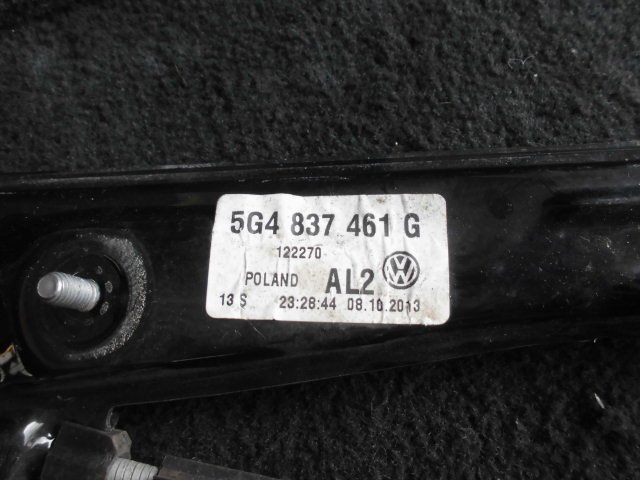 5G4 837 461 G
122270
POLAND AL2
13 S 23:28:44 08.10.2013